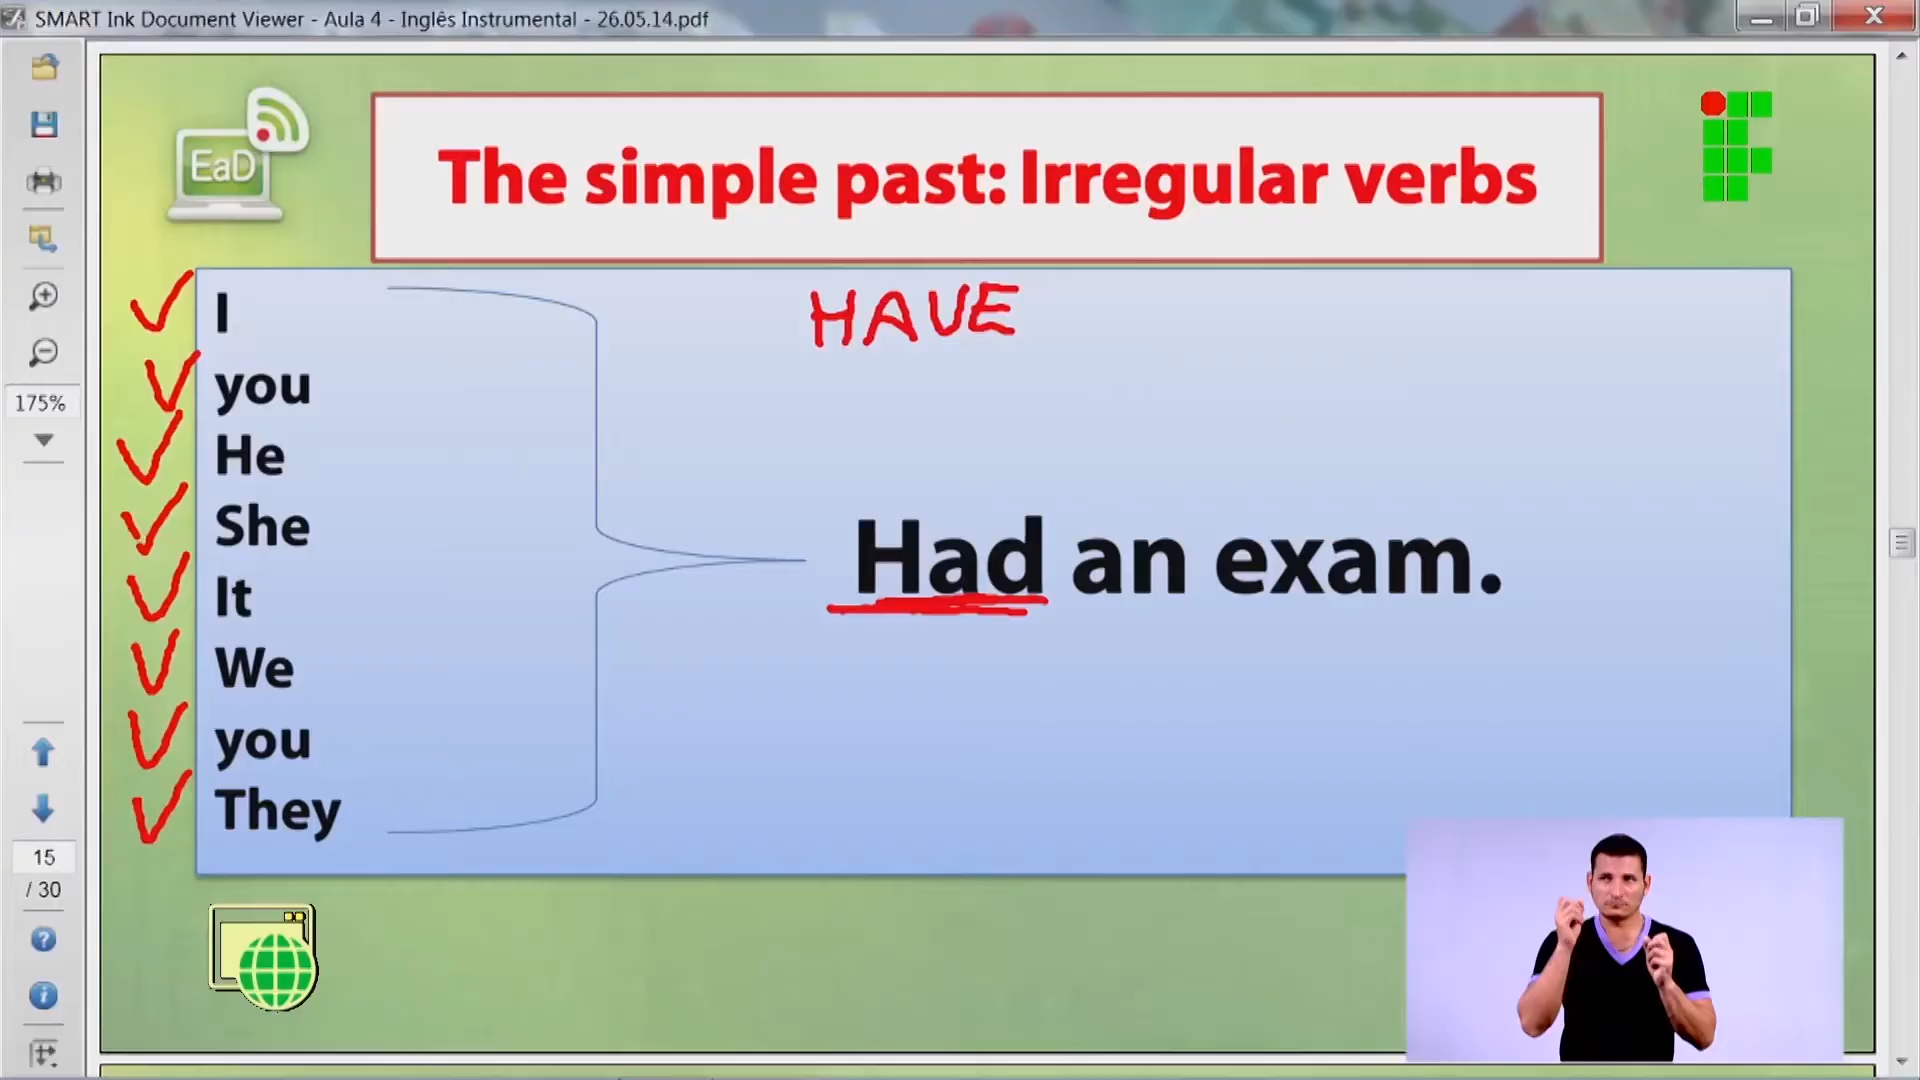 SMART Ink Document Viewer - Aula 4 - Inglês Instrumental - 26.05.14.pdf
EaD
The simple past: Irregular verbs
HAVE
I
you
He
She
It
We
you
They
Had an exam.
175%
15
/ 30